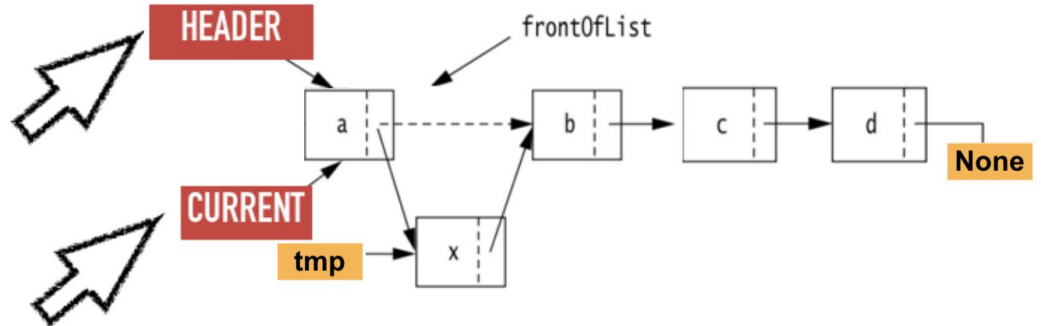 HEADER
frontOfList
a
b
c
d
None
CURRENT
tmp
x